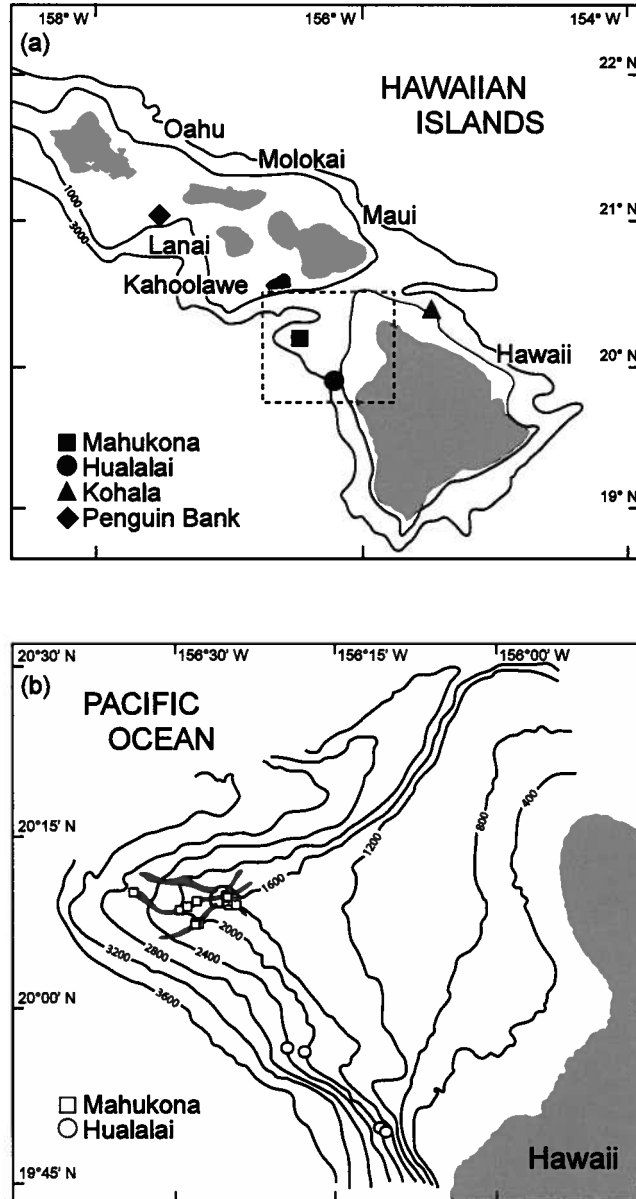 158° W
156° W
154° W
(a)
22° N
HAWAIIAN
ISLANDS
Oahu
Molokai
1000
3000
Maui
21° N
Lanai
Kahoolawe
Hawaii
20° N
Mahukona
Hualalai
Kohala
Penguin Bank
19° N
20°30' N
156°30' W
156°15' W
156°00' W
(b)
PACIFIC
OCEAN
20°15' N
400
800
1200
1600
2000
2400
2800
3200
3600
20°00' N
Mahukona
Hualalai
Hawaii
19°45' N